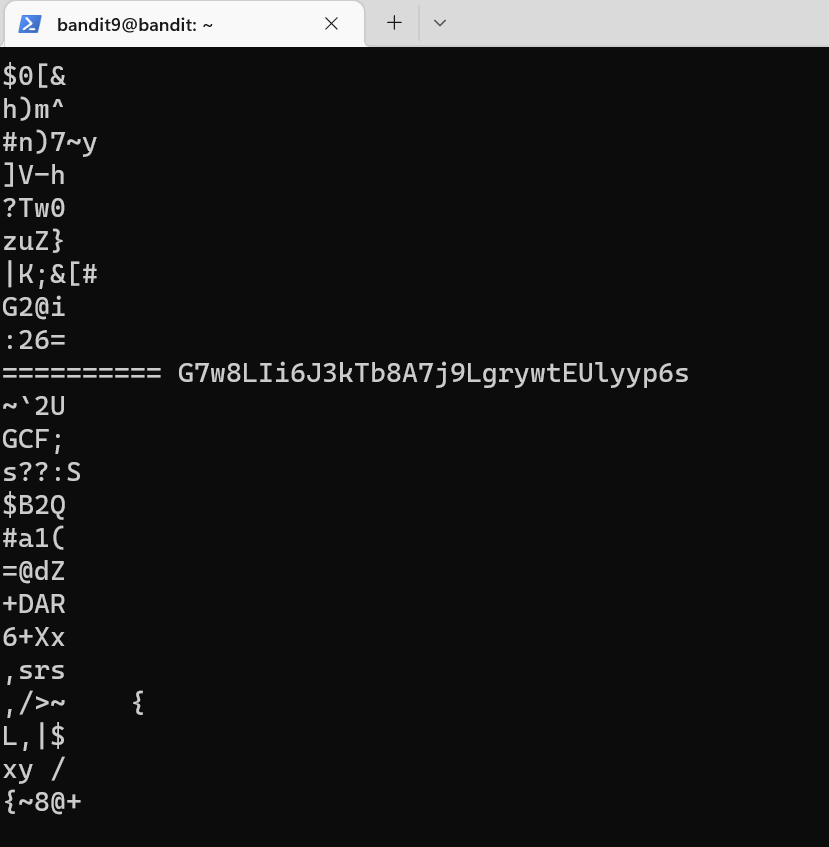 bandit9@bandit: ~
$0[&
h)m^
#n)7~y
]V-h
?Tw0
zuZ}
|K;&[#
G2@i
:26=
========== G7w8LIi6J3kTb8A7j9LgrywtEUlyyp6s
~`2U
GCF;
s??:S
$B2Q
#a1(
=@dZ
+DAR
6+Xx
,srs
,/>~    {
L,|$
xy /
{~8@+